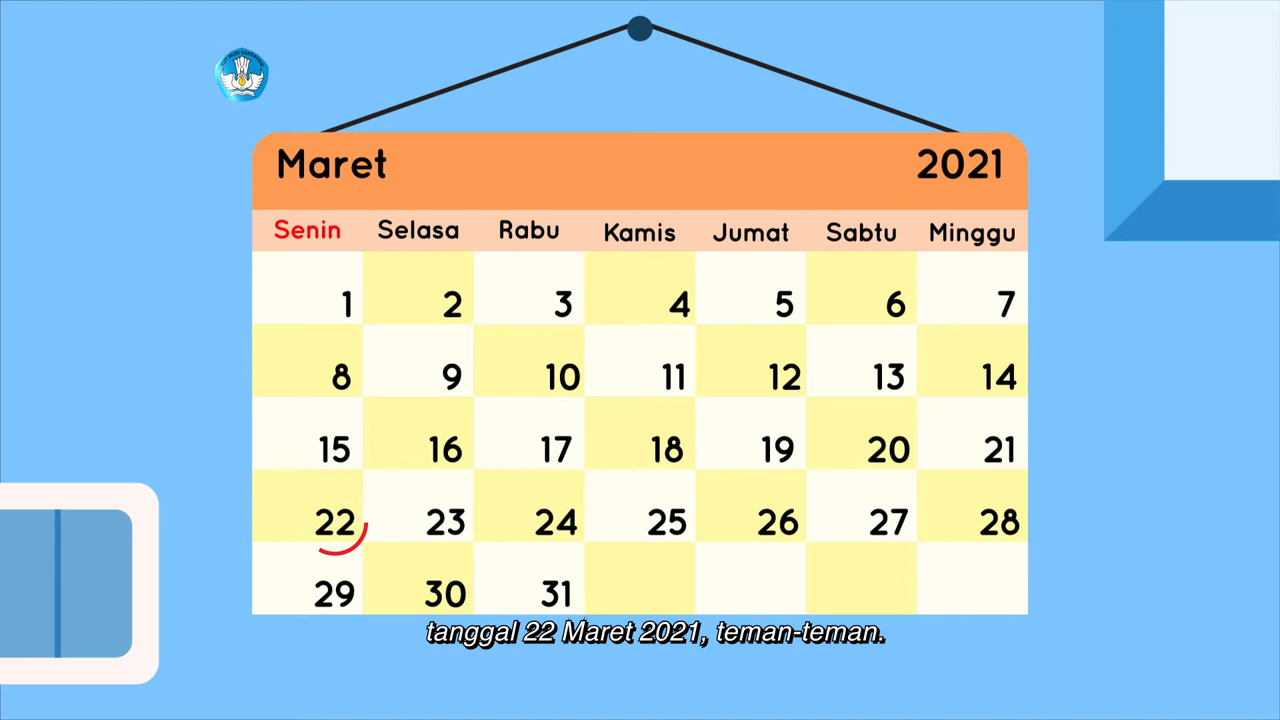 Maret 2021
Senin Selasa Rabu Kamis Jumat Sabtu Minggu
1 2 3 4 5 6 7
8 9 10 11 12 13 14
15 16 17 18 19 20 21
22 23 24 25 26 27 28
29 30 31
tanggal 22 Maret 2021, teman-teman.